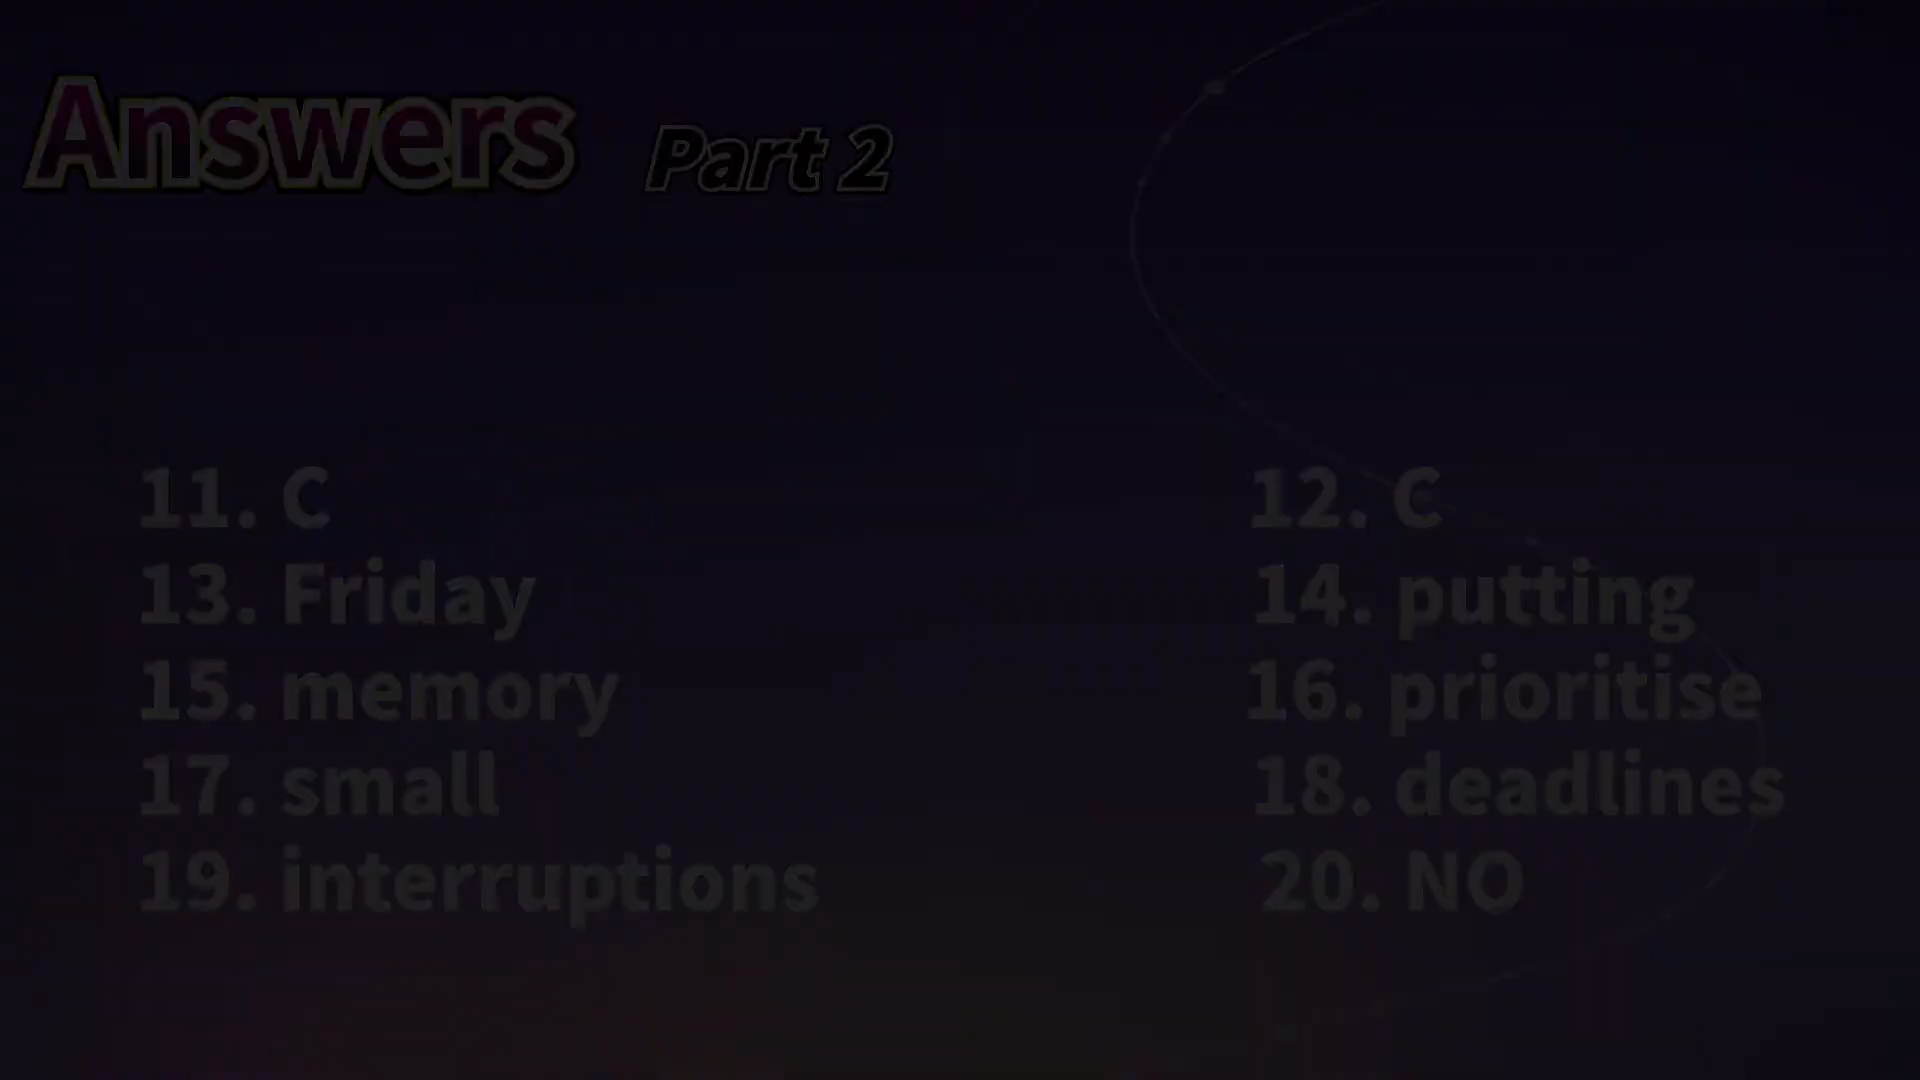 Answers Part 2
11. C 12. C
13. Friday 14. putting
15. memory 16. prioritise
17. small 18. deadlines
19. interruptions 20. NO